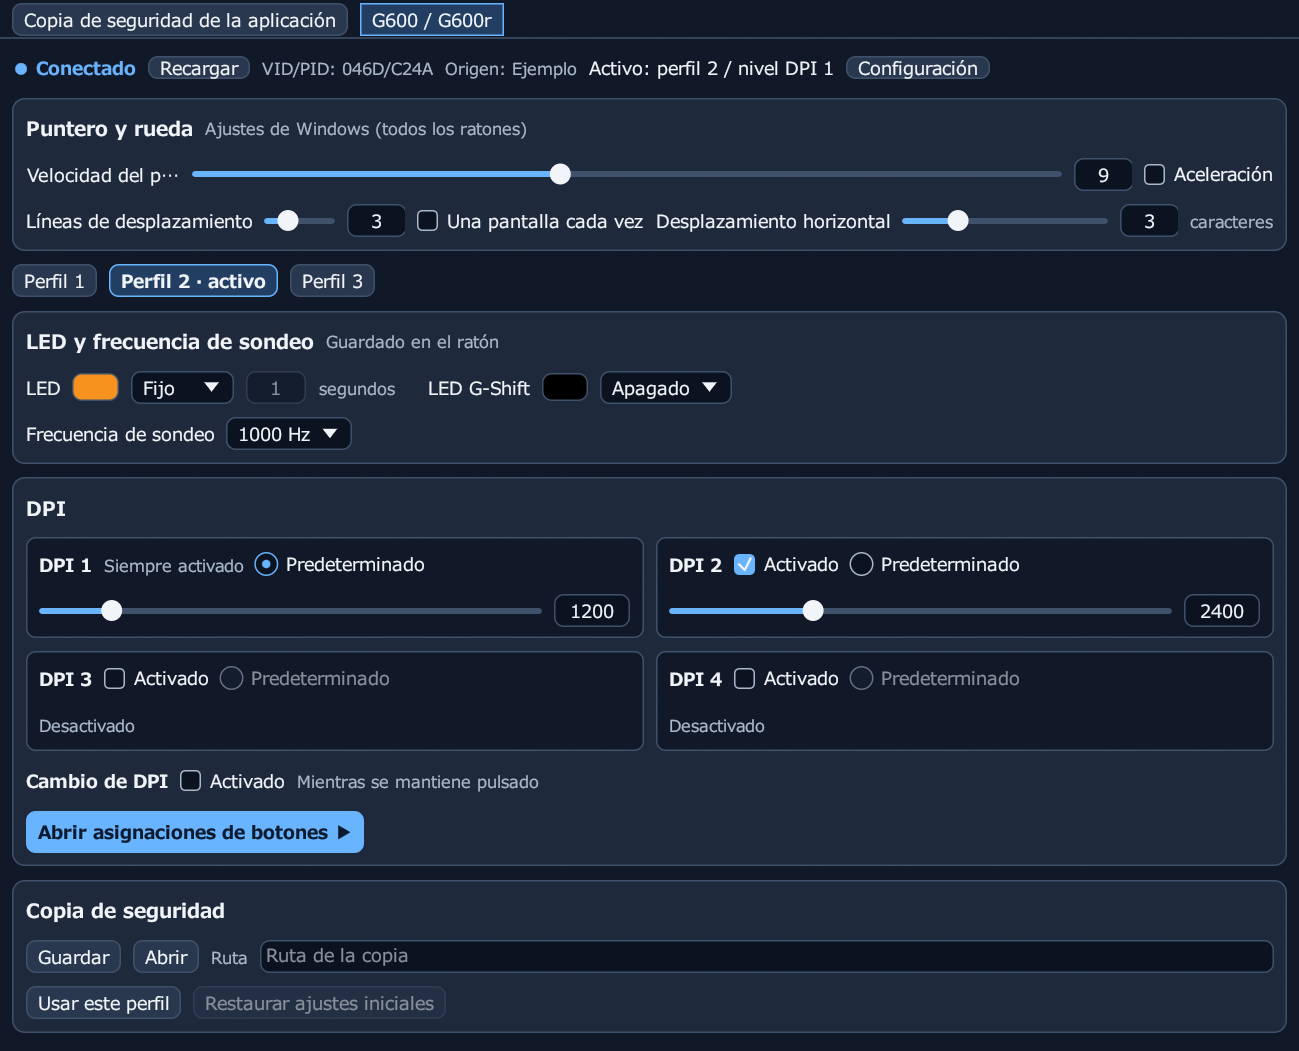 Copia de seguridad de la aplicación G600 / G600r
Conectado Recargar VID/PID: 046D/C24A Origen: Ejemplo Activo: perfil 2 / nivel DPI 1 Configuración
Puntero y rueda Ajustes de Windows (todos los ratones)
Velocidad del p··· 9 Aceleración
Líneas de desplazamiento 3 Una pantalla cada vez Desplazamiento horizontal 3 caracteres
Perfil 1 Perfil 2 · activo Perfil 3
LED y frecuencia de sondeo Guardado en el ratón
LED Fijo 1 segundos LED G-Shift Apagado
Frecuencia de sondeo 1000 Hz
DPI
DPI 1 Siempre activado Predeterminado
1200
DPI 2 Activado Predeterminado
2400
DPI 3 Activado Predeterminado
Desactivado
DPI 4 Activado Predeterminado
Desactivado
Cambio de DPI Activado Mientras se mantiene pulsado
Abrir asignaciones de botones
Copia de seguridad
Guardar Abrir Ruta Ruta de la copia
Usar este perfil Restaurar ajustes iniciales